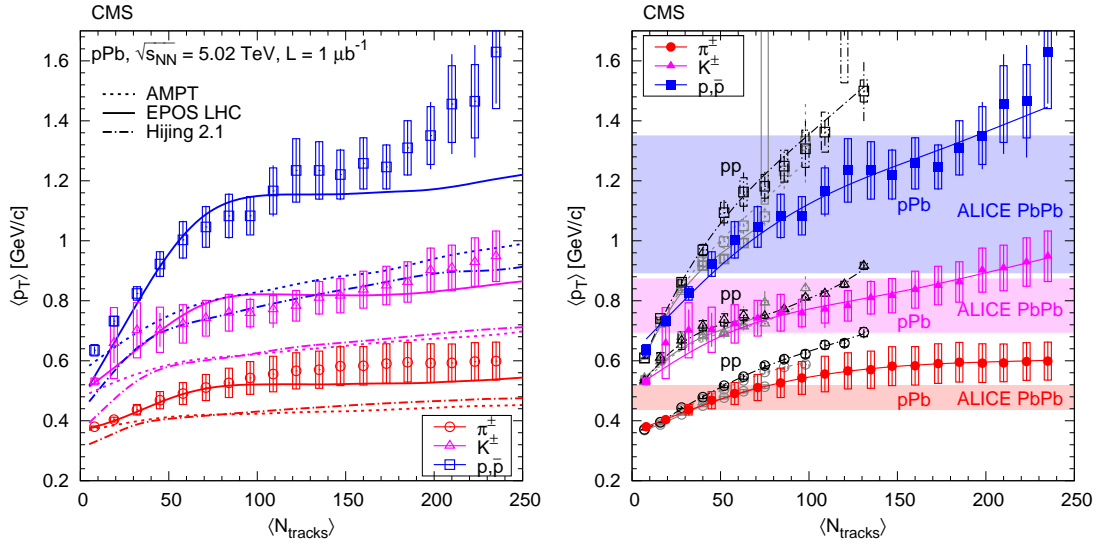 CMS
pPb, √sNN = 5.02 TeV, L = 1 μb⁻¹
AMPT
EPOS LHC
Hijing 2.1
π±
K±
p,p̄
⟨pT⟩ [GeV/c]
1.6
1.4
1.2
1
0.8
0.6
0.4
0.2
0 50 100 150 200 250
⟨Ntracks⟩
CMS
π±
K±
p,p̄
pp
pPb
ALICE PbPb
pp
pPb
ALICE PbPb
pp
pPb
ALICE PbPb
⟨pT⟩ [GeV/c]
1.6
1.4
1.2
1
0.8
0.6
0.4
0.2
0 50 100 150 200 250
⟨Ntracks⟩